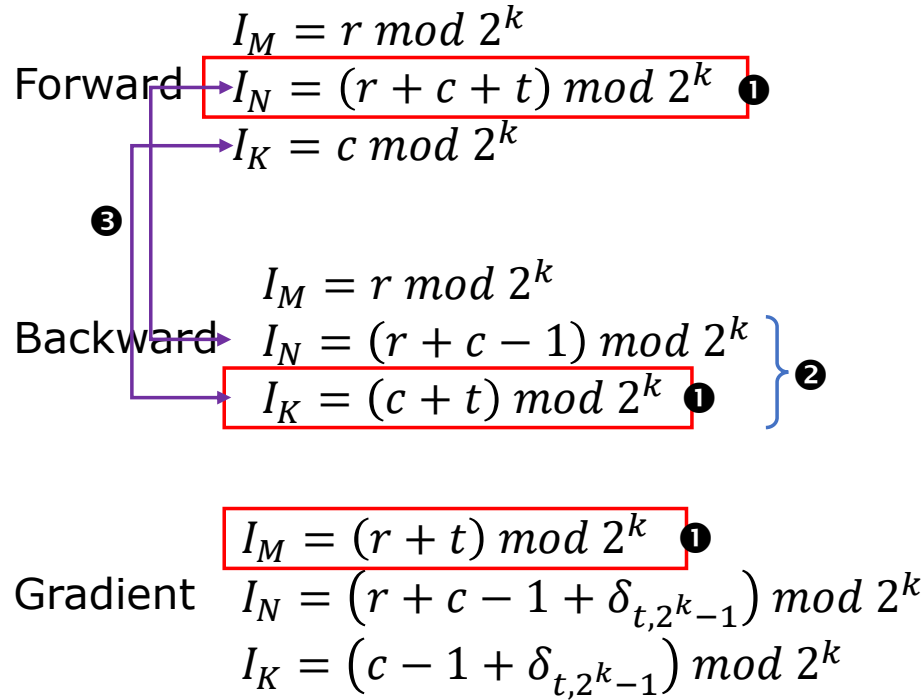 I_M = r mod 2^k
Forward I_N = (r + c + t) mod 2^k ❶
I_K = c mod 2^k
❸
I_M = r mod 2^k
Backward I_N = (r + c − 1) mod 2^k
❷
I_K = (c + t) mod 2^k ❶
I_M = (r + t) mod 2^k ❶
Gradient I_N = (r + c − 1 + δ_{t,2^k−1}) mod 2^k
I_K = (c − 1 + δ_{t,2^k−1}) mod 2^k